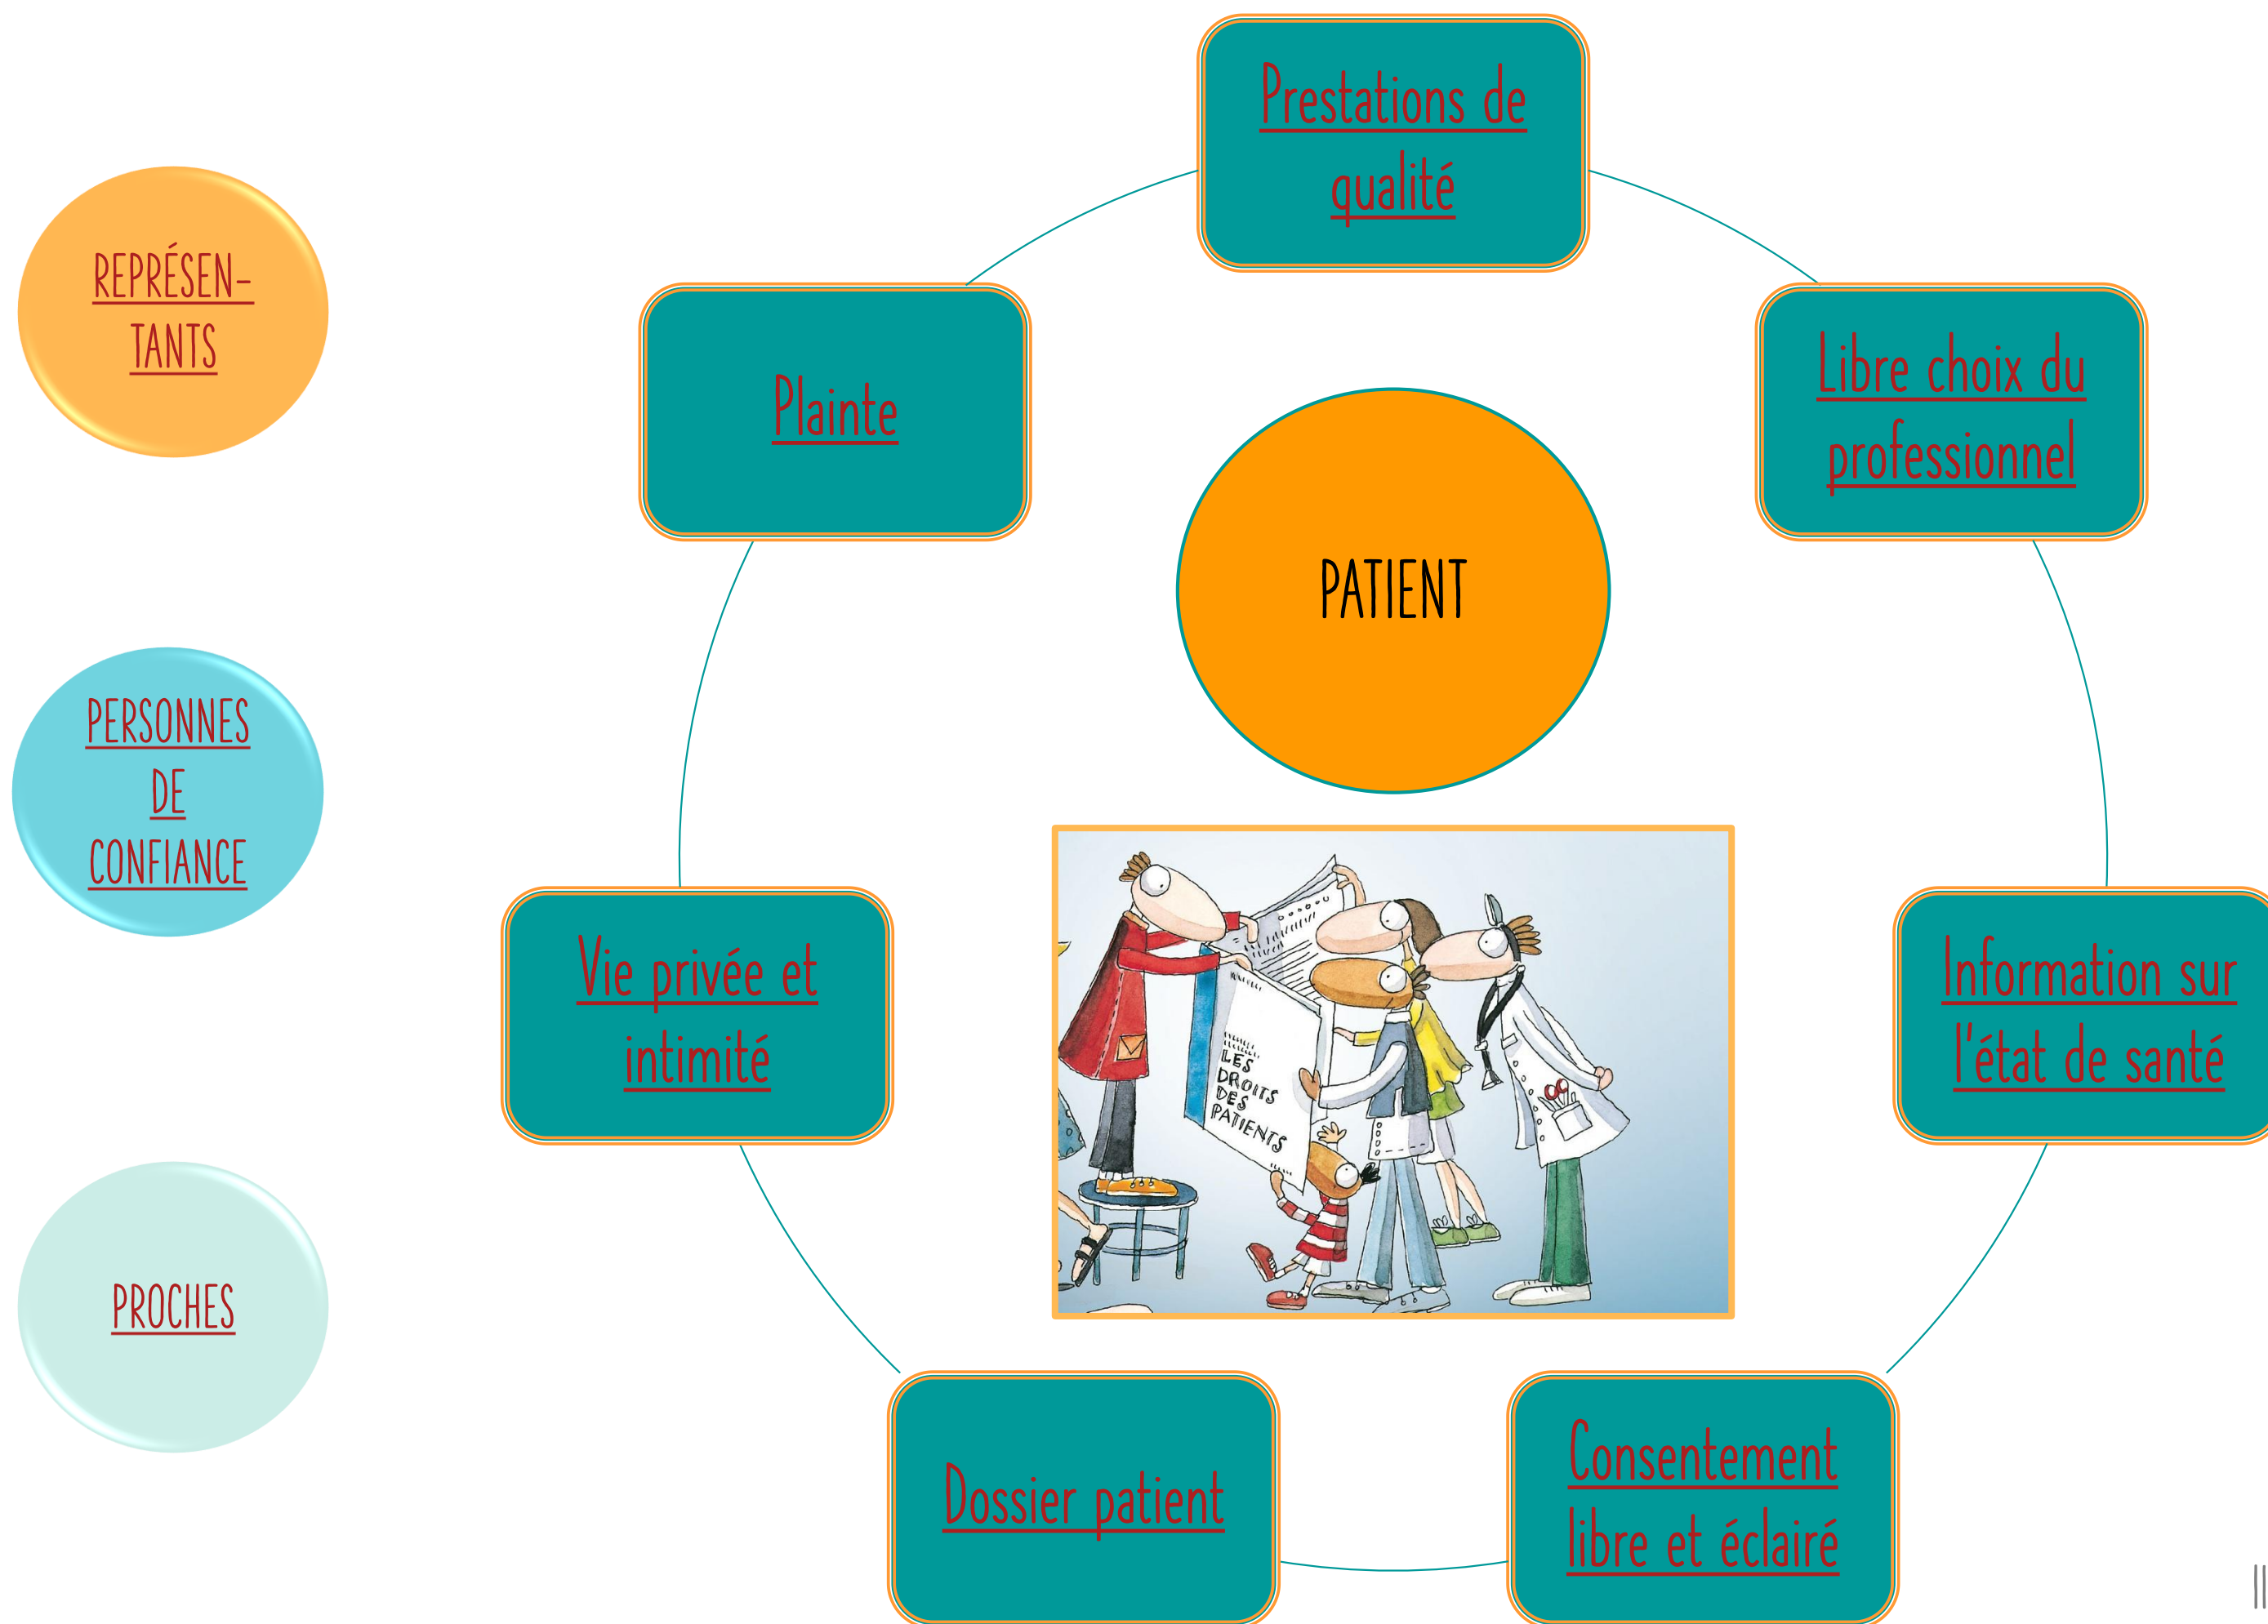 Prestations de
qualité
REPRÉSEN-
TANTS
Plainte
Libre choix du
professionnel
PATIENT
PERSONNES
DE
CONFIANCE
Vie privée et
intimité
Information sur
l'état de santé
LES
DROITS
DES
PATIENTS
PROCHES
Dossier patient
Consentement
libre et éclairé